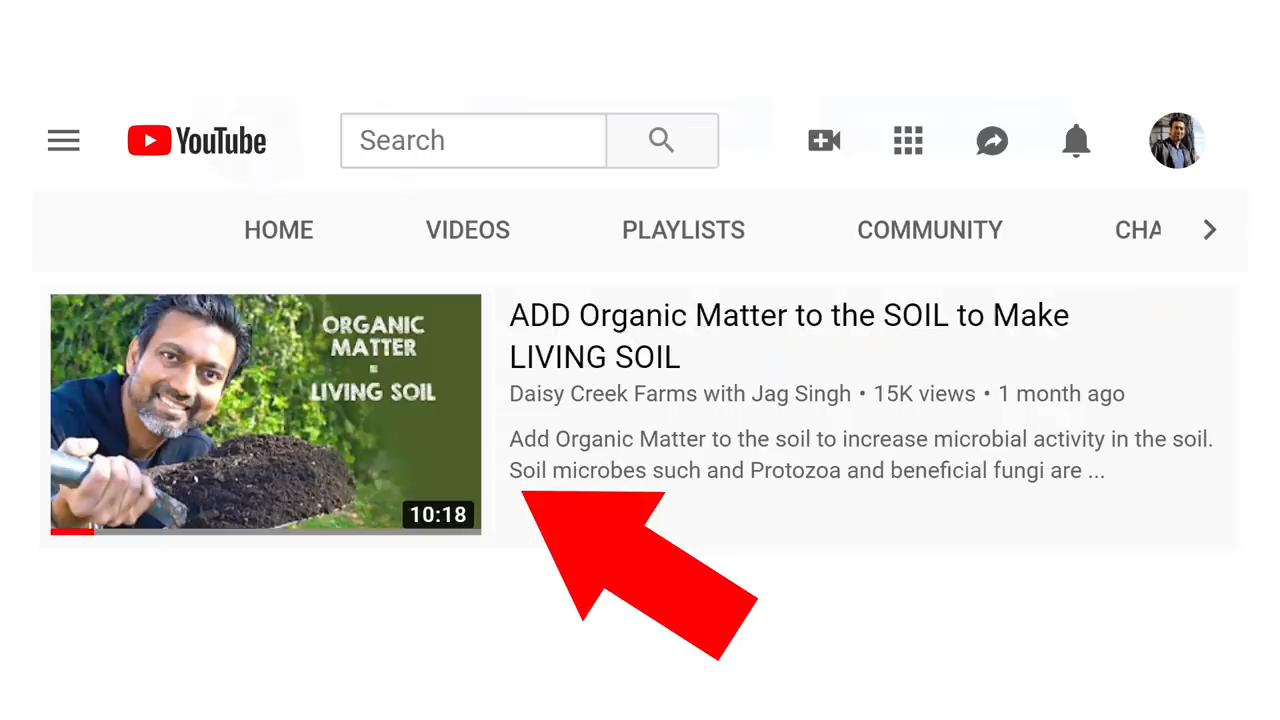 YouTube
Search
HOME VIDEOS PLAYLISTS COMMUNITY CHA
ORGANIC
MATTER
=
LIVING SOIL
10:18
ADD Organic Matter to the SOIL to Make
LIVING SOIL
Daisy Creek Farms with Jag Singh • 15K views • 1 month ago
Add Organic Matter to the soil to increase microbial activity in the soil.
Soil microbes such and Protozoa and beneficial fungi are ...